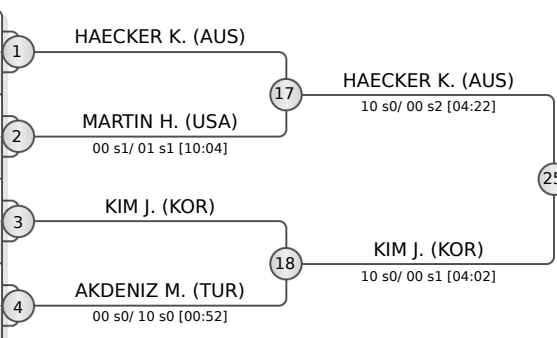 HAECKER K. (AUS)
1
17
HAECKER K. (AUS)
10 s0/ 00 s2 [04:22]
MARTIN H. (USA)
2
00 s1/ 01 s1 [10:04]
25
KIM J. (KOR)
3
18
KIM J. (KOR)
10 s0/ 00 s1 [04:02]
AKDENIZ M. (TUR)
4
00 s0/ 10 s0 [00:52]